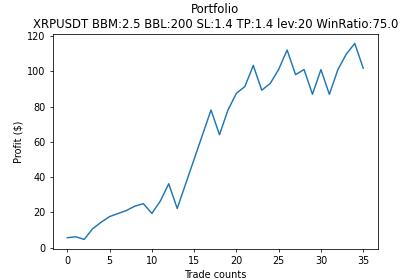 Portfolio
XRPUSDT BBM:2.5 BBL:200 SL:1.4 TP:1.4 lev:20 WinRatio:75.0
120
100
80
60
40
20
0
Profit ($)
0 5 10 15 20 25 30 35
Trade counts